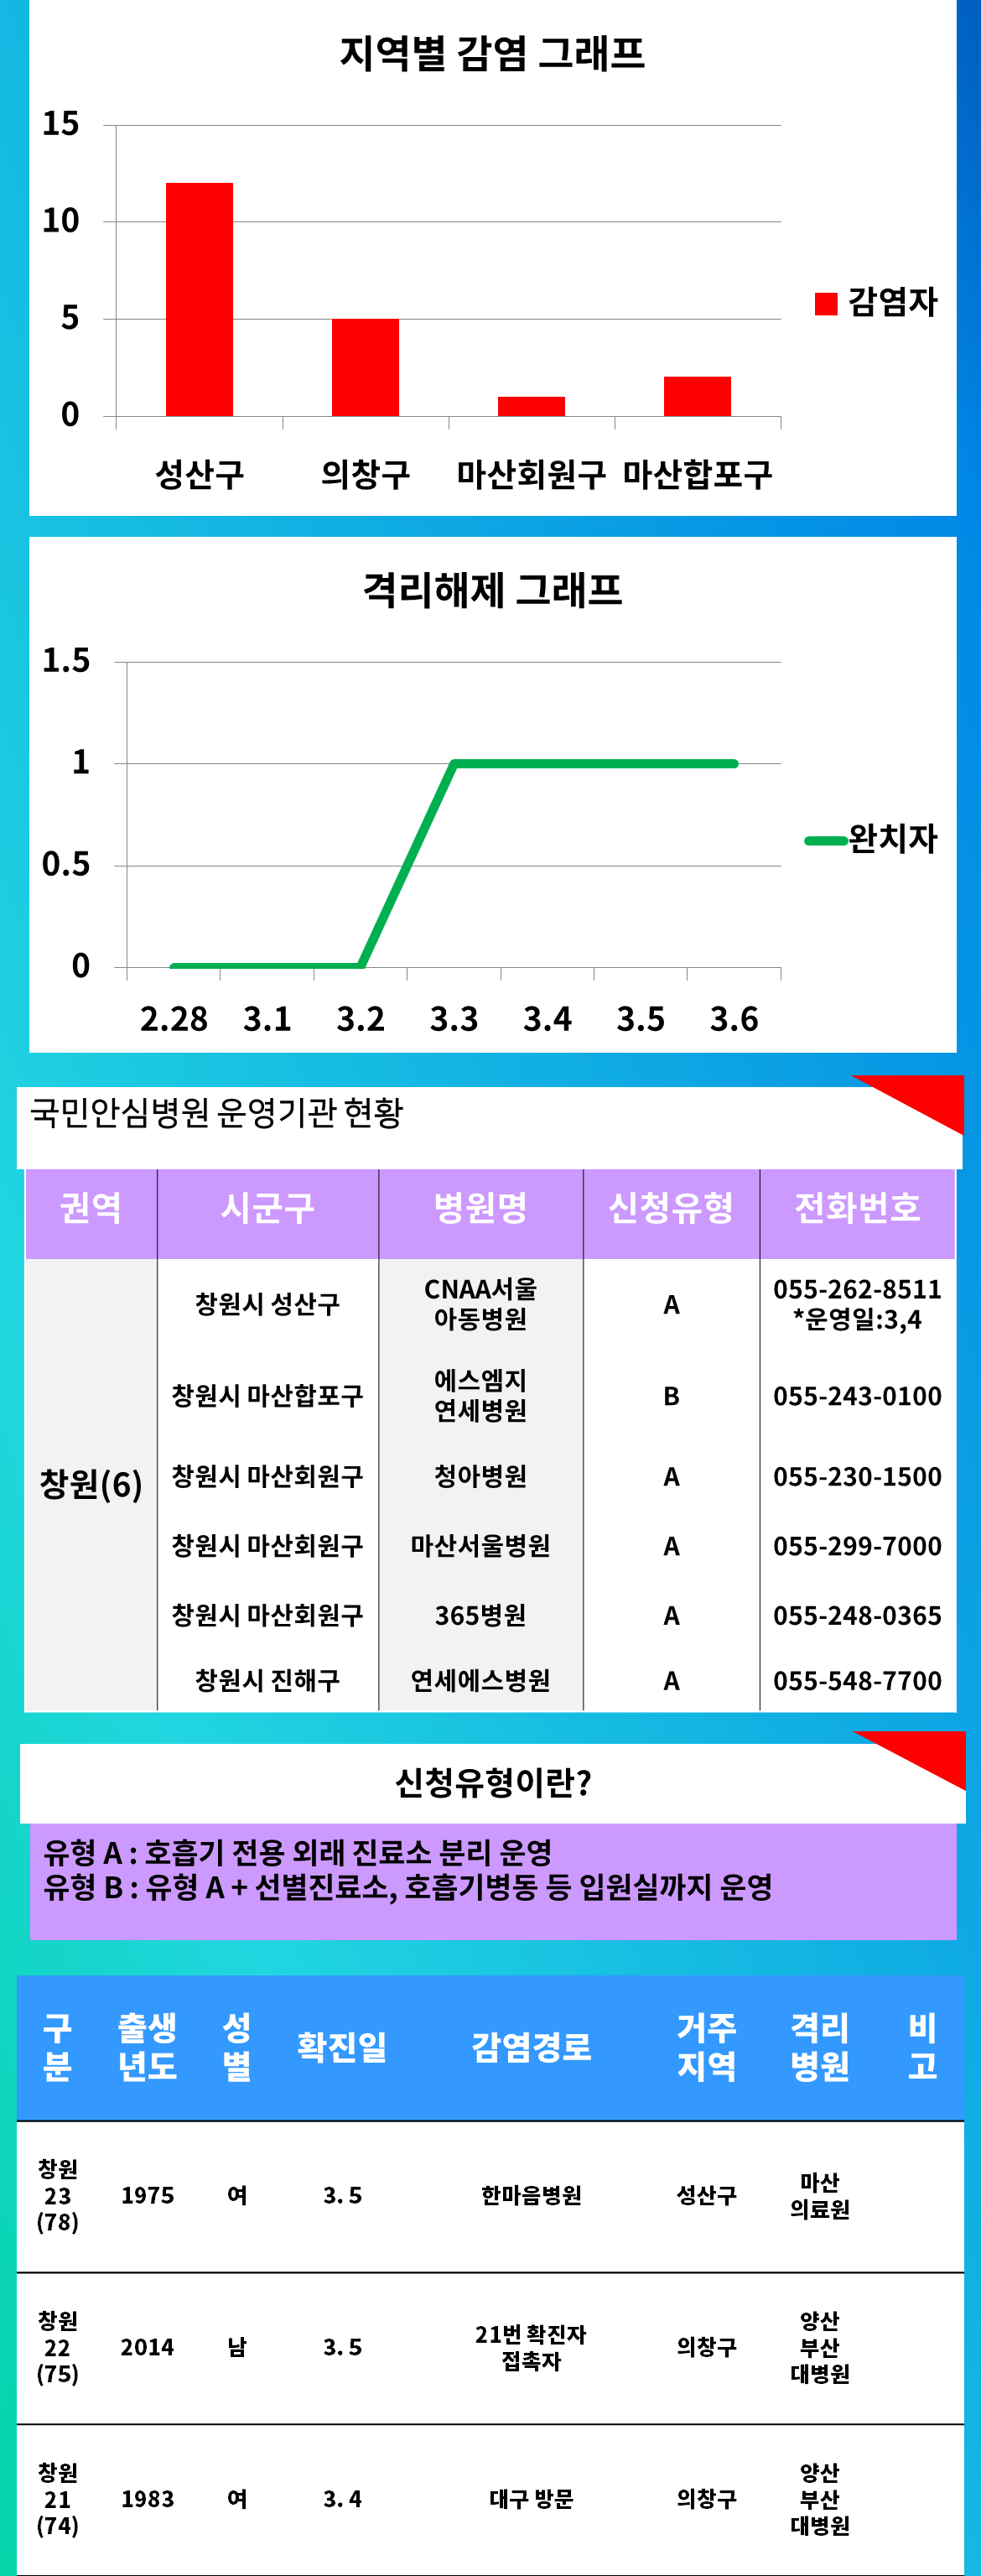 지역별 감염 그래프
15
10
5
0
감염자
성산구 의창구 마산회원구 마산합포구
격리해제 그래프
1.5
1
0.5
0
완치자
2.28 3.1 3.2 3.3 3.4 3.5 3.6
국민안심병원 운영기관 현황
권역 시군구 병원명 신청유형 전화번호
창원(6)
창원시 성산구 CNAA서울 아동병원 A 055-262-8511
*운영일:3,4
창원시 마산합포구 에스엠지 연세병원 B 055-243-0100
창원시 마산회원구 청아병원 A 055-230-1500
창원시 마산회원구 마산서울병원 A 055-299-7000
창원시 마산회원구 365병원 A 055-248-0365
창원시 진해구 연세에스병원 A 055-548-7700
신청유형이란?
유형 A : 호흡기 전용 외래 진료소 분리 운영
유형 B : 유형 A + 선별진료소, 호흡기병동 등 입원실까지 운영
구분 출생년도 성별 확진일 감염경로 거주지역 격리병원 비고
창원 23 (78) 1975 여 3. 5 한마음병원 성산구 마산 의료원
창원 22 (75) 2014 남 3. 5 21번 확진자 접촉자 의창구 양산 부산 대병원
창원 21 (74) 1983 여 3. 4 대구 방문 의창구 양산 부산 대병원